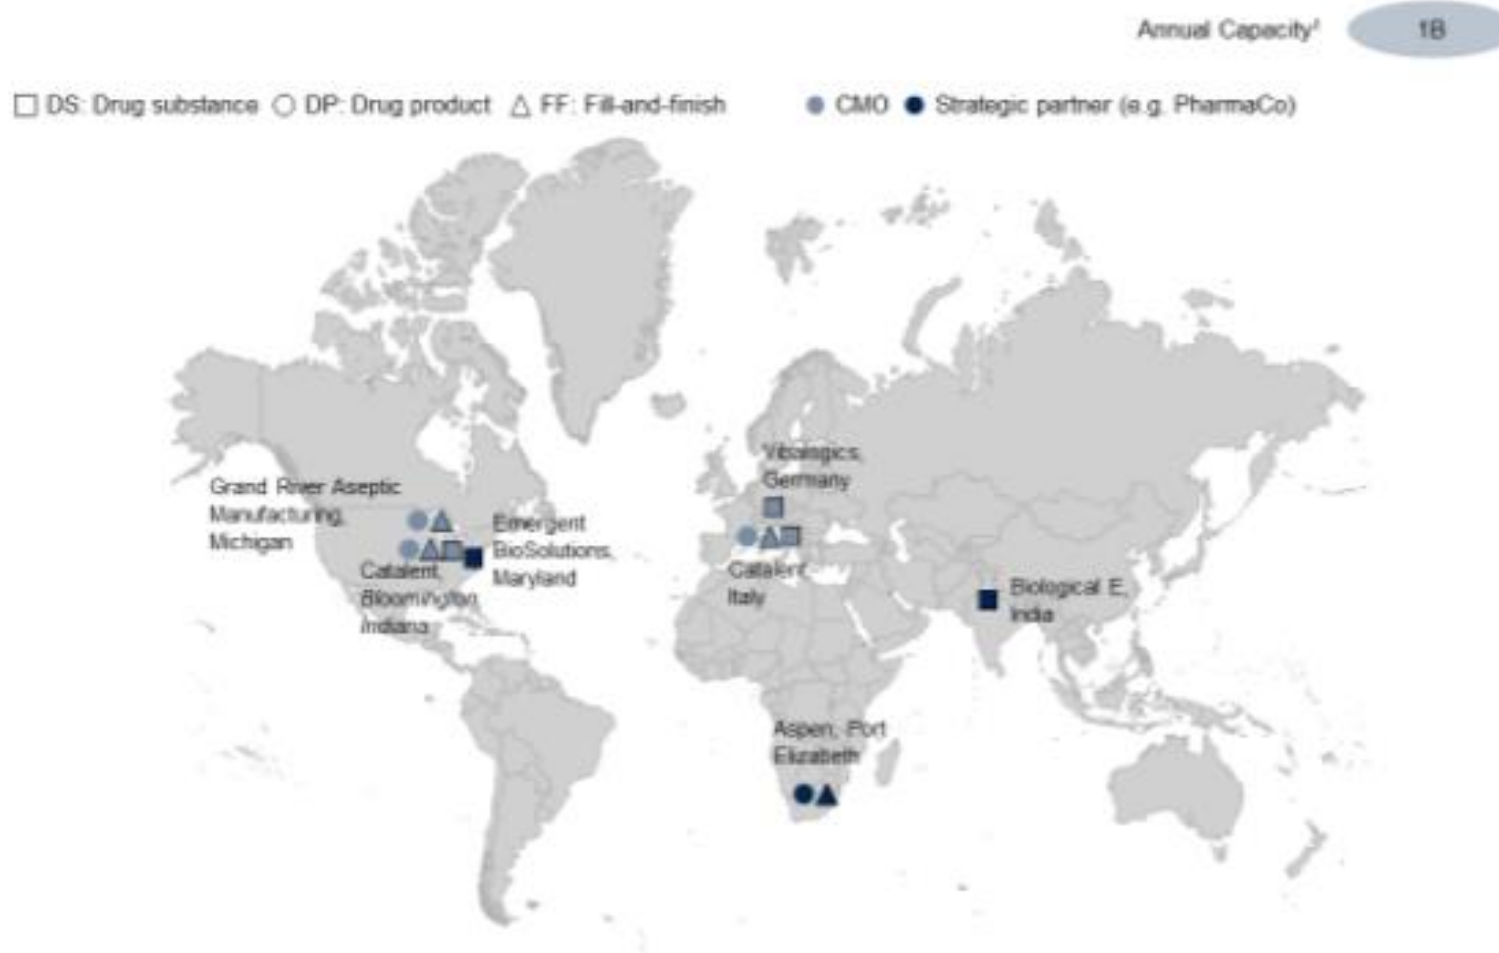 Annual Capacity² 1B
DS: Drug substance DP: Drug product FF: Fill-and-finish CMO Strategic partner (e.g. PharmaCo)
Grand River Aseptic
Manufacturing,
Michigan
Emergent
BioSolutions,
Maryland
Catalent,
Bloomington,
Indiana
Vibalogics,
Germany
Catalent,
Italy
Biological E,
India
Aspen, Port
Elizabeth